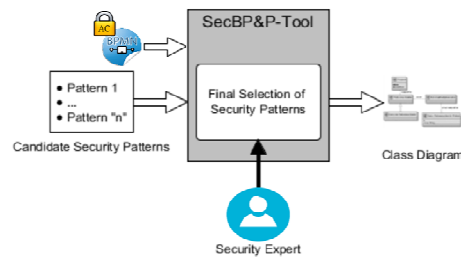 SecBP&P-Tool
AC
BPMN
• Pattern 1
• ...
• Pattern "n"
Final Selection of
Security Patterns
Candidate Security Patterns
Class Diagram
Security Expert